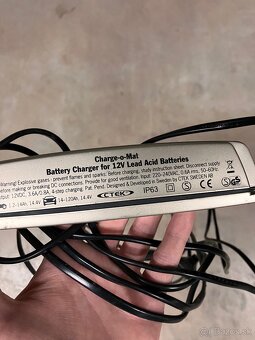 Charge-o-Mat
Battery Charger for 12V Lead Acid Batteries
Warning! Explosive gases - prevent flames and sparks. Before charging, study instruction sheet. Disconnect supply
before making or breaking DC connections. Provide for good ventilation. Input: 220-240VAC, 0.6A rms, 50-60Hz.
Output: 12VDC, 3.6A/0.8A, 4-step charging. Pat. Pend. Designed & Developed in Sweden by CTEK SWEDEN AB
1.2-14Ah, 14.4V 14-120Ah, 14.4V CTEK IP63 S CE
bazos.sk